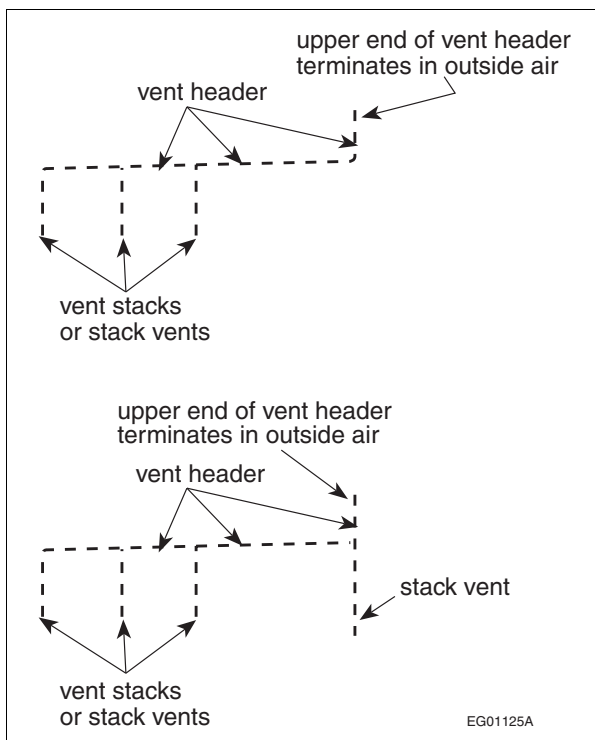 upper end of vent header
terminates in outside air
vent header
vent stacks
or stack vents
upper end of vent header
terminates in outside air
vent header
stack vent
vent stacks
or stack vents
EG01125A